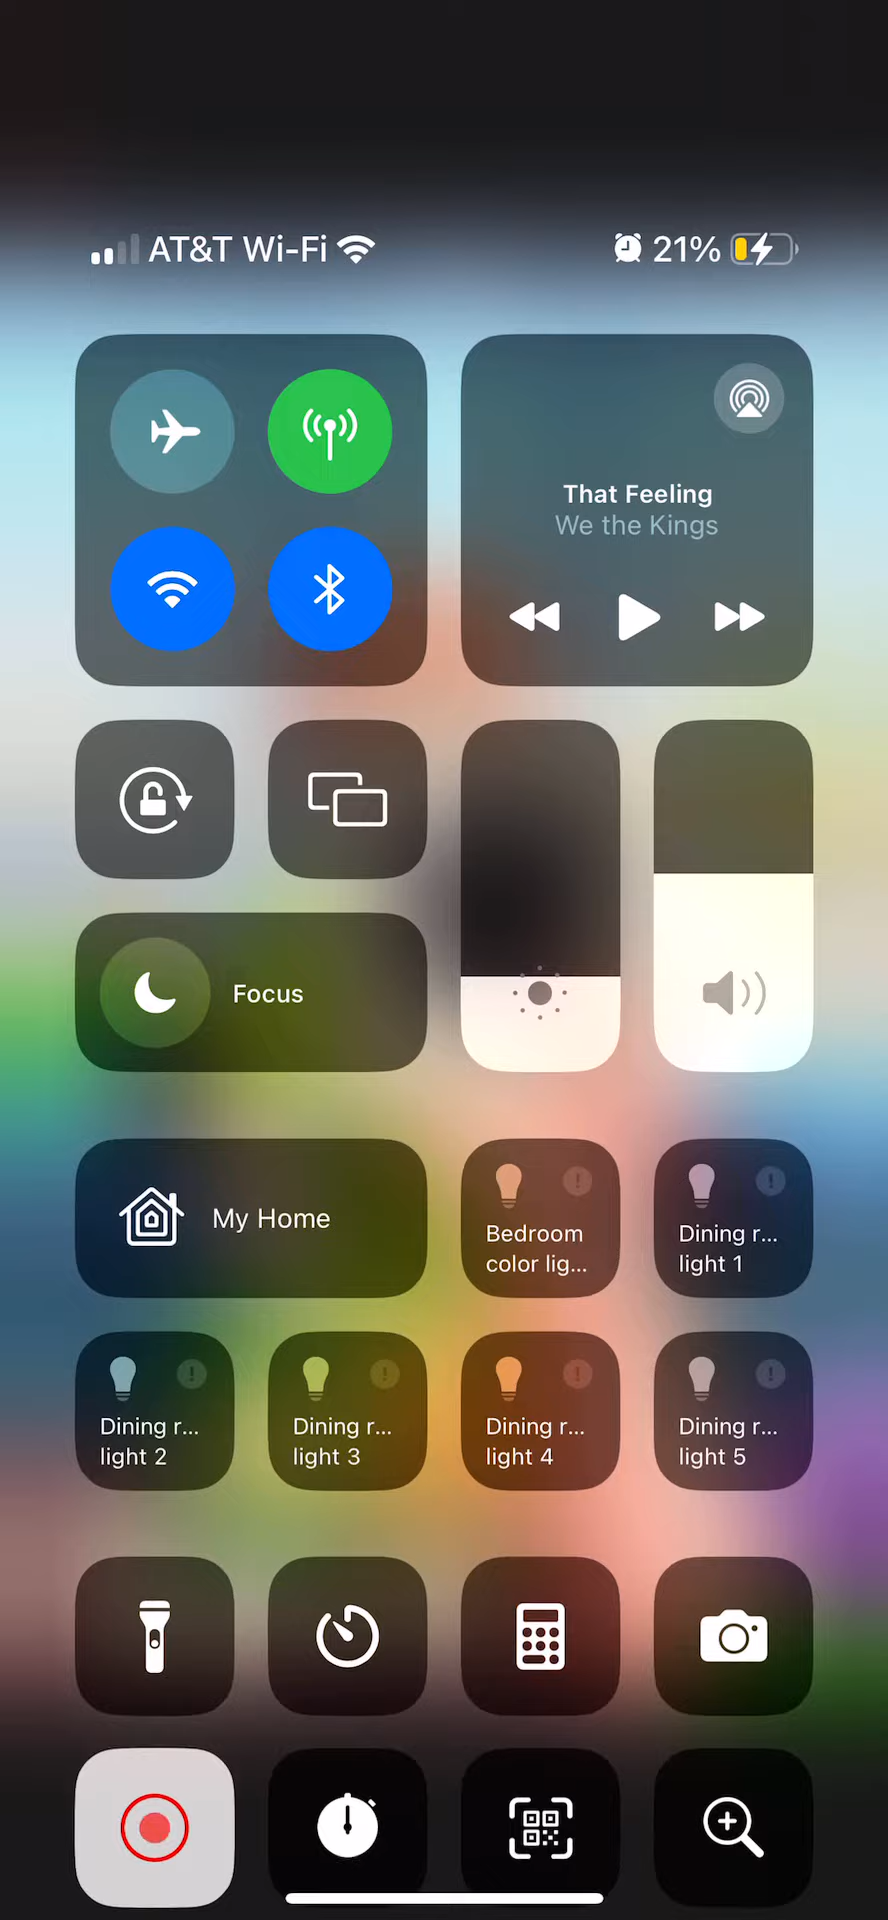 AT&T Wi-Fi
21%
That Feeling
We the Kings
Focus
My Home
Bedroom
color lig...
Dining r...
light 1
Dining r...
light 2
Dining r...
light 3
Dining r...
light 4
Dining r...
light 5